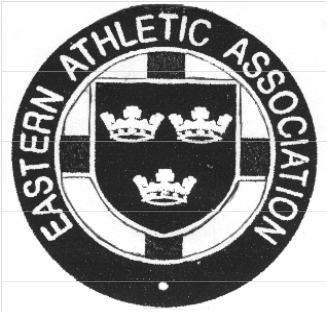 EASTERN ATHLETIC ASSOCIATION